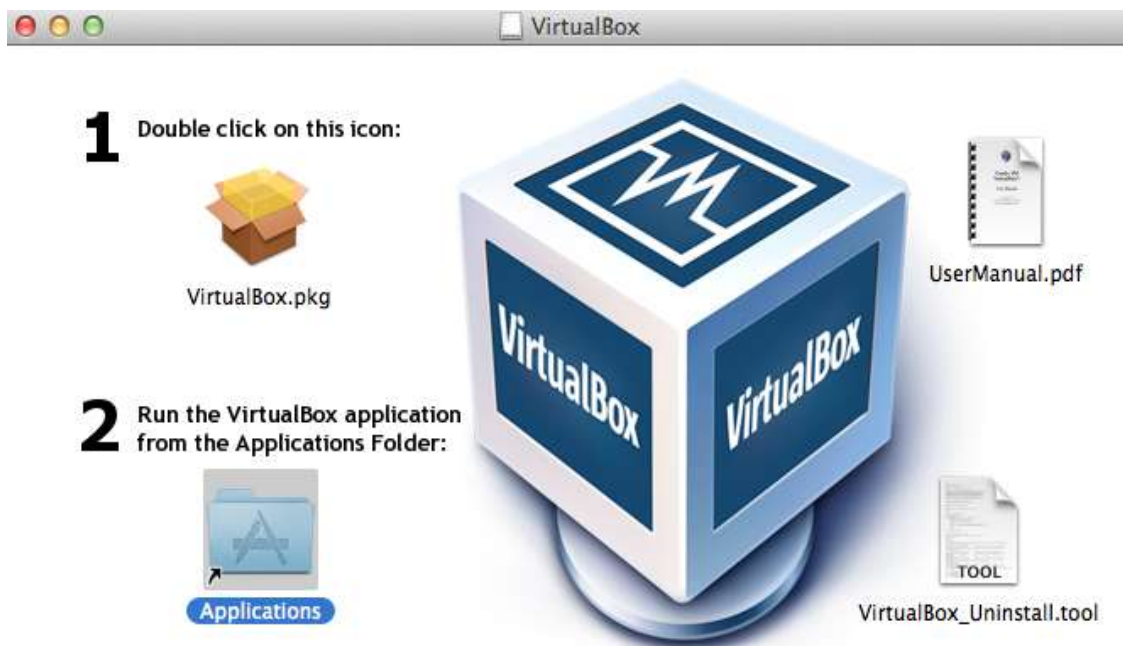 VirtualBox
1 Double click on this icon:
VirtualBox.pkg
2 Run the VirtualBox application
from the Applications Folder:
Applications
VirtualBox
VirtualBox
UserManual.pdf
TOOL
VirtualBox_Uninstall.tool